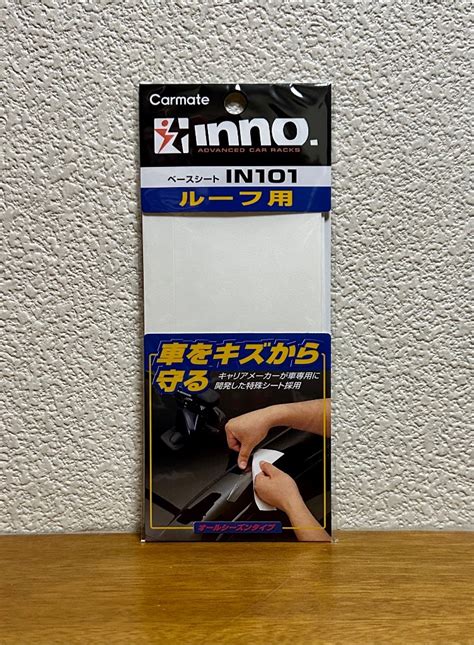 Carmate
INNO.
ADVANCED CAR RACKS
ベースシート IN101
ルーフ用
車をキズから
守る
キャリアメーカーが車専用に
開発した特殊シート採用
オールシーズンタイプ